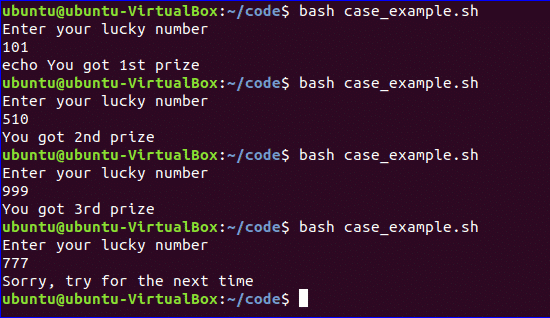 ubuntu@ubuntu-VirtualBox:~/code$ bash case_example.sh
Enter your lucky number
101
echo You got 1st prize
ubuntu@ubuntu-VirtualBox:~/code$ bash case_example.sh
Enter your lucky number
510
You got 2nd prize
ubuntu@ubuntu-VirtualBox:~/code$ bash case_example.sh
Enter your lucky number
999
You got 3rd prize
ubuntu@ubuntu-VirtualBox:~/code$ bash case_example.sh
Enter your lucky number
777
Sorry, try for the next time
ubuntu@ubuntu-VirtualBox:~/code$